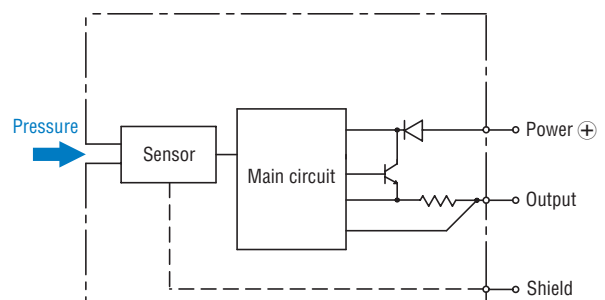 Pressure
Sensor
Main circuit
Power ⊕
Output
Shield